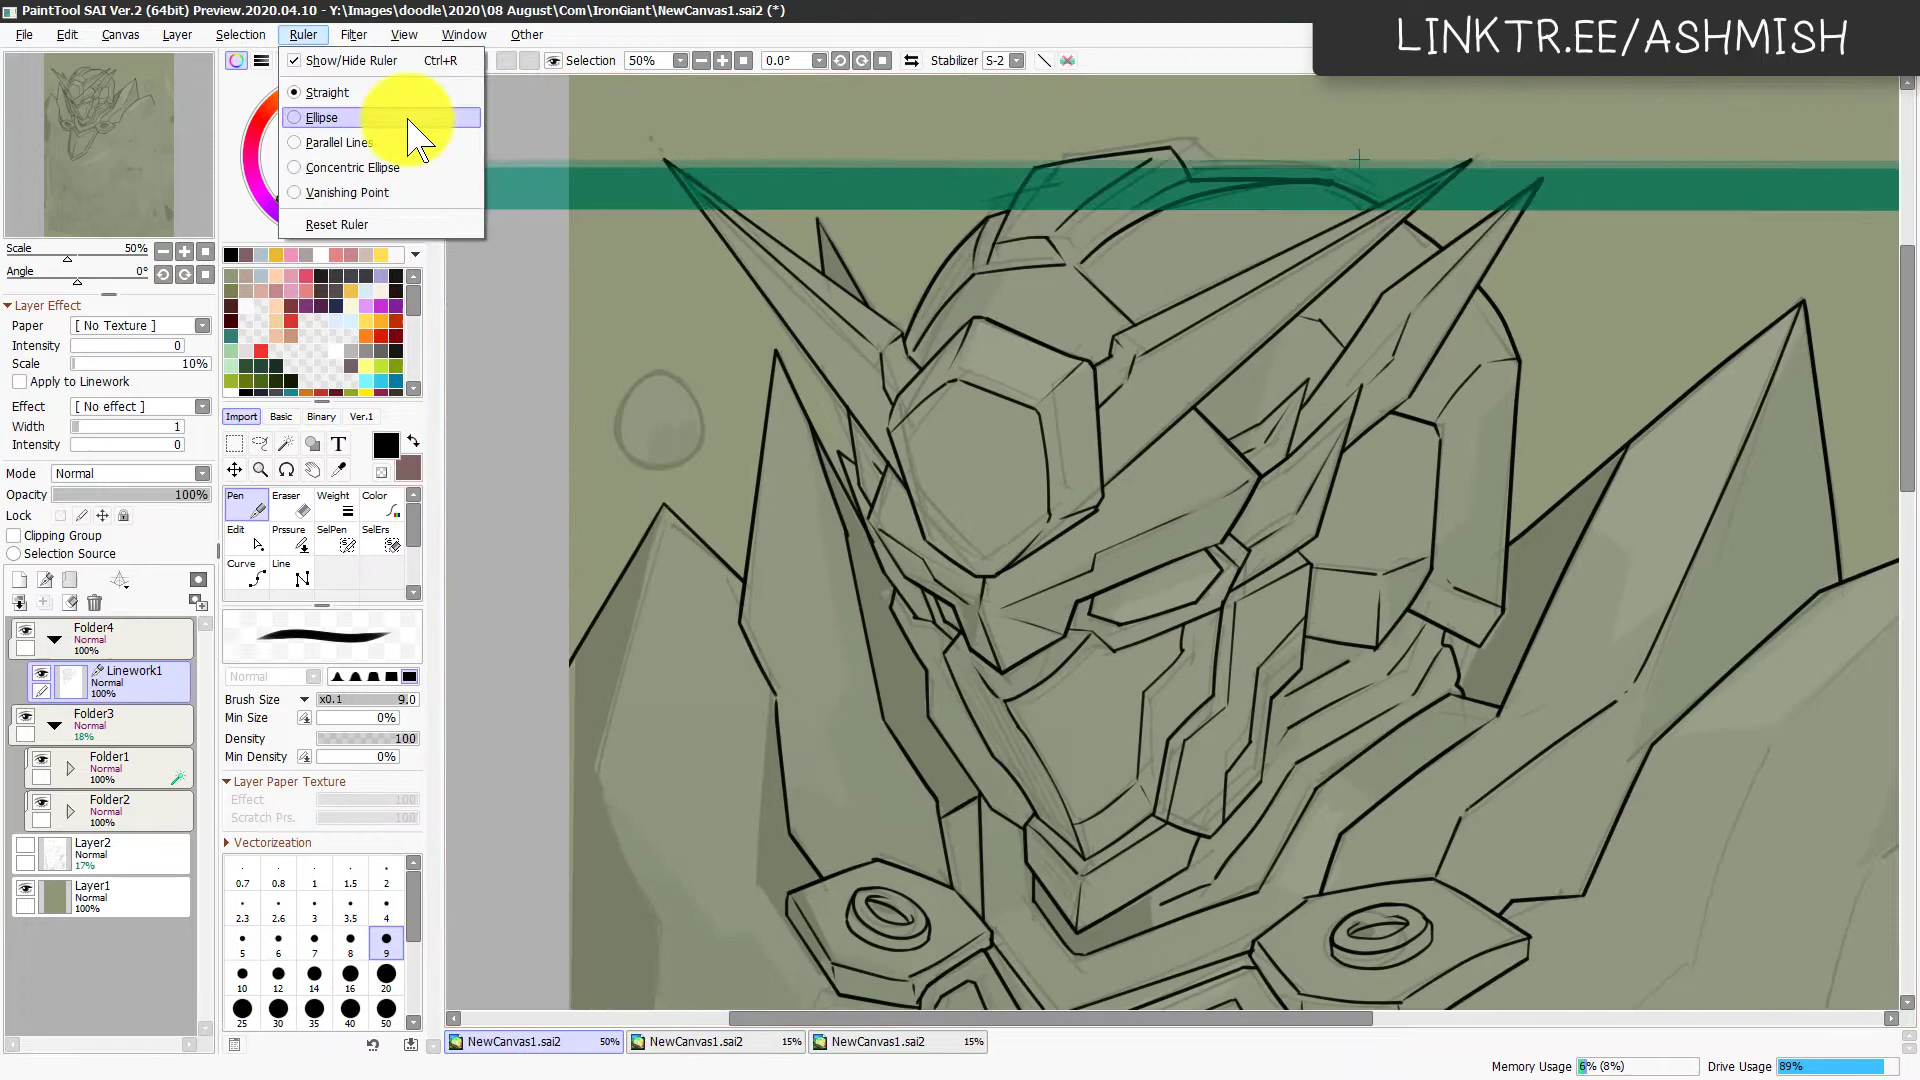 PaintTool SAI Ver.2 (64bit) Preview.2020.04.10 - Y:\Images\doodle\2020\08 August\Com\IronGiant\NewCanvas1.sai2 (*)
LINKTR.EE/ASHMISH
File Edit Canvas Layer Selection Ruler Filter View Window Other
Show/Hide Ruler Ctrl+R
Straight
Ellipse
Parallel Lines
Concentric Ellipse
Vanishing Point
Reset Ruler
Selection 50% 0.0° Stabilizer S-2
Scale 50%
Angle 0°
Layer Effect
Paper [ No Texture ]
Intensity 0
Scale 10%
Apply to Linework
Effect [ No effect ]
Width 1
Intensity 0
Mode Normal
Opacity 100%
Lock
Clipping Group
Selection Source
Folder4
Normal
100%
Linework1
Normal
100%
Folder3
Normal
18%
Folder1
Normal
100%
Folder2
Normal
100%
Layer2
Normal
17%
Layer1
Normal
100%
Import Basic Binary Ver.1
T
Pen Eraser Weight Color
Edit Prssure SelPen SelErs
Curve Line
Normal
Brush Size x0.1 9.0
Min Size 0%
Density 100
Min Density 0%
Layer Paper Texture
Effect 100
Scratch Prs. 100
Vectorization
0.7 0.8 1 1.5 2
2.3 2.6 3 3.5 4
5 6 7 8 9
10 12 14 16 20
25 30 35 40 50
NewCanvas1.sai2 50% NewCanvas1.sai2 15% NewCanvas1.sai2 15%
Memory Usage 6% (8%) Drive Usage 89%